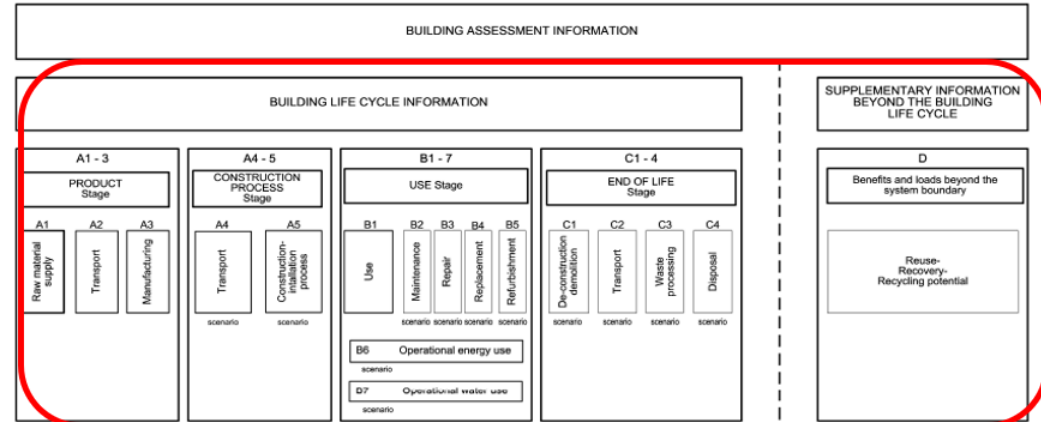 BUILDING ASSESSMENT INFORMATION
BUILDING LIFE CYCLE INFORMATION
SUPPLEMENTARY INFORMATION
BEYOND THE BUILDING
LIFE CYCLE
A1 - 3
PRODUCT
Stage
A1
Raw material
supply
A2
Transport
A3
Manufacturing
A4 - 5
CONSTRUCTION
PROCESS
Stage
A4
Transport
scenario
A5
Construction-
intallation
process
scenario
B1 - 7
USE Stage
B1
Use
B2
Maintenance
scenario
B3
Repair
scenario
B4
Replacement
scenario
B5
Refurbishment
scenario
B6 Operational energy use
scenario
D7 Operational water use
scenario
C1 - 4
END OF LIFE
Stage
C1
De-construction
demolition
scenario
C2
Transport
scenario
C3
Waste
processing
scenario
C4
Disposal
scenario
D
Benefits and loads beyond the
system boundary
Reuse-
Recovery-
Recycling potential